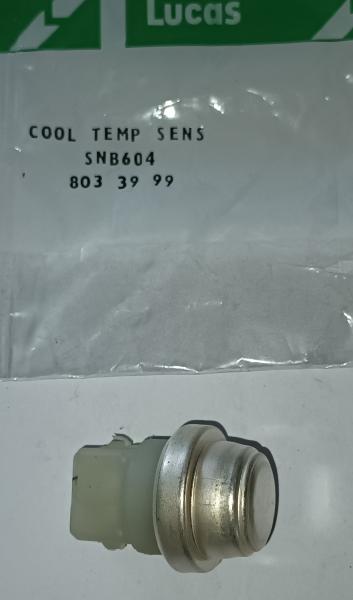 Lucas
COOL TEMP SENS
SNB604
803 39 99